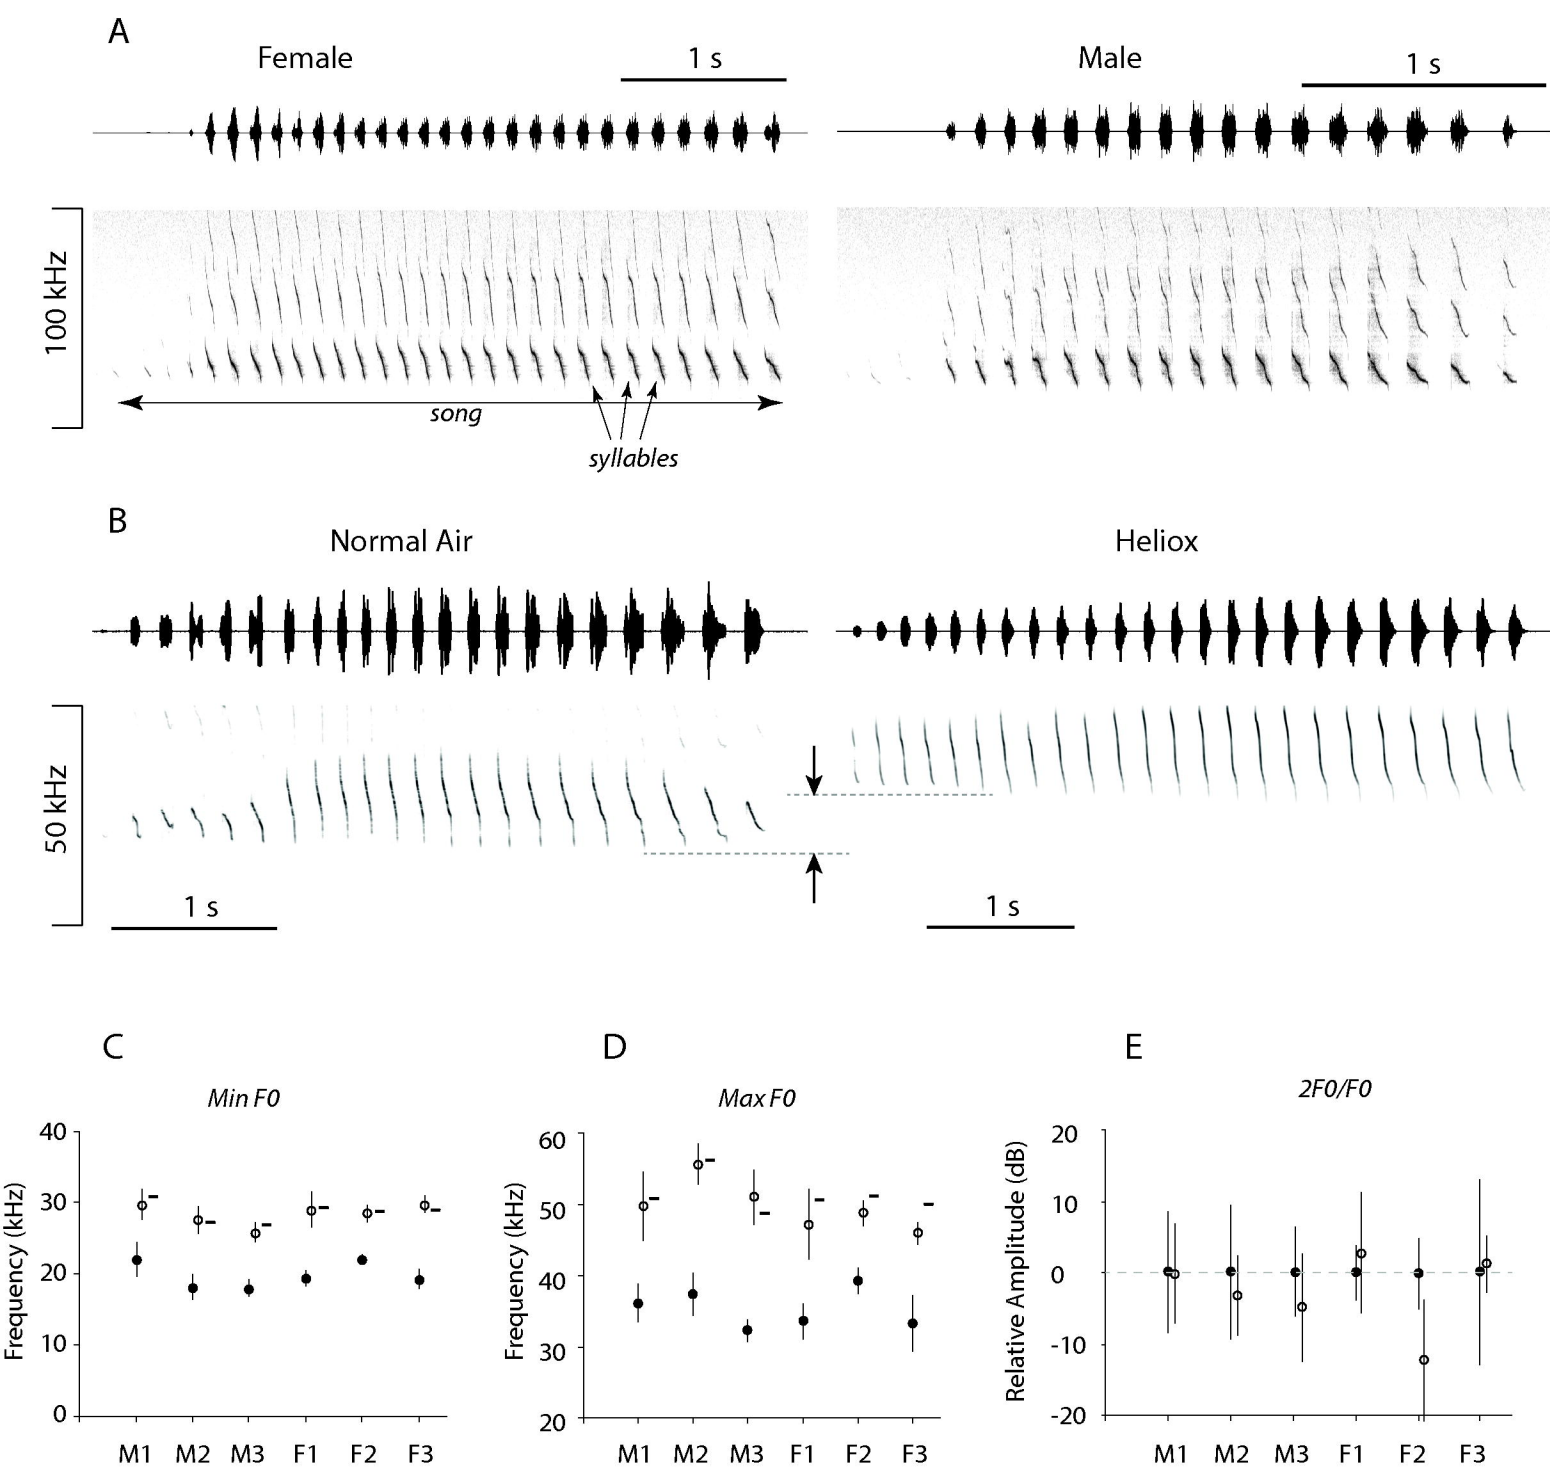 A
Female
1 s
Male
1 s
100 kHz
song
syllables
B
Normal Air
Heliox
50 kHz
1 s
1 s
C
Min F0
Frequency (kHz)
40
30
20
10
0
M1 M2 M3 F1 F2 F3
D
Max F0
Frequency (kHz)
60
50
40
30
20
M1 M2 M3 F1 F2 F3
E
2F0/F0
Relative Amplitude (dB)
20
10
0
-10
-20
M1 M2 M3 F1 F2 F3